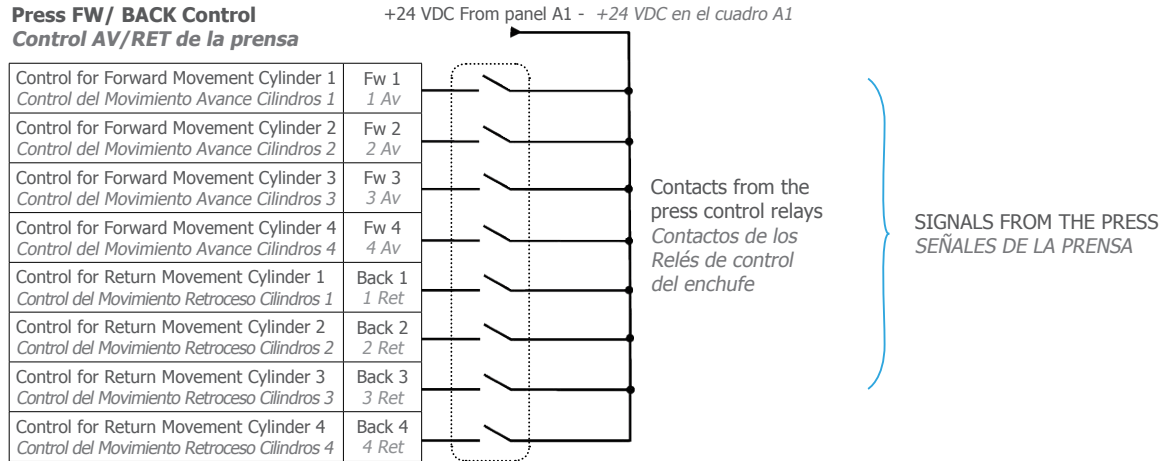 Press FW/ BACK Control
Control AV/RET de la prensa
+24 VDC From panel A1 - +24 VDC en el cuadro A1
Control for Forward Movement Cylinder 1 Fw 1
Control del Movimiento Avance Cilindros 1 1 Av
Control for Forward Movement Cylinder 2 Fw 2
Control del Movimiento Avance Cilindros 2 2 Av
Control for Forward Movement Cylinder 3 Fw 3
Control del Movimiento Avance Cilindros 3 3 Av
Control for Forward Movement Cylinder 4 Fw 4
Control del Movimiento Avance Cilindros 4 4 Av
Control for Return Movement Cylinder 1 Back 1
Control del Movimiento Retroceso Cilindros 1 1 Ret
Control for Return Movement Cylinder 2 Back 2
Control del Movimiento Retroceso Cilindros 2 2 Ret
Control for Return Movement Cylinder 3 Back 3
Control del Movimiento Retroceso Cilindros 3 3 Ret
Control for Return Movement Cylinder 4 Back 4
Control del Movimiento Retroceso Cilindros 4 4 Ret
Contacts from the
press control relays
Contactos de los
Relés de control
del enchufe
SIGNALS FROM THE PRESS
SEÑALES DE LA PRENSA